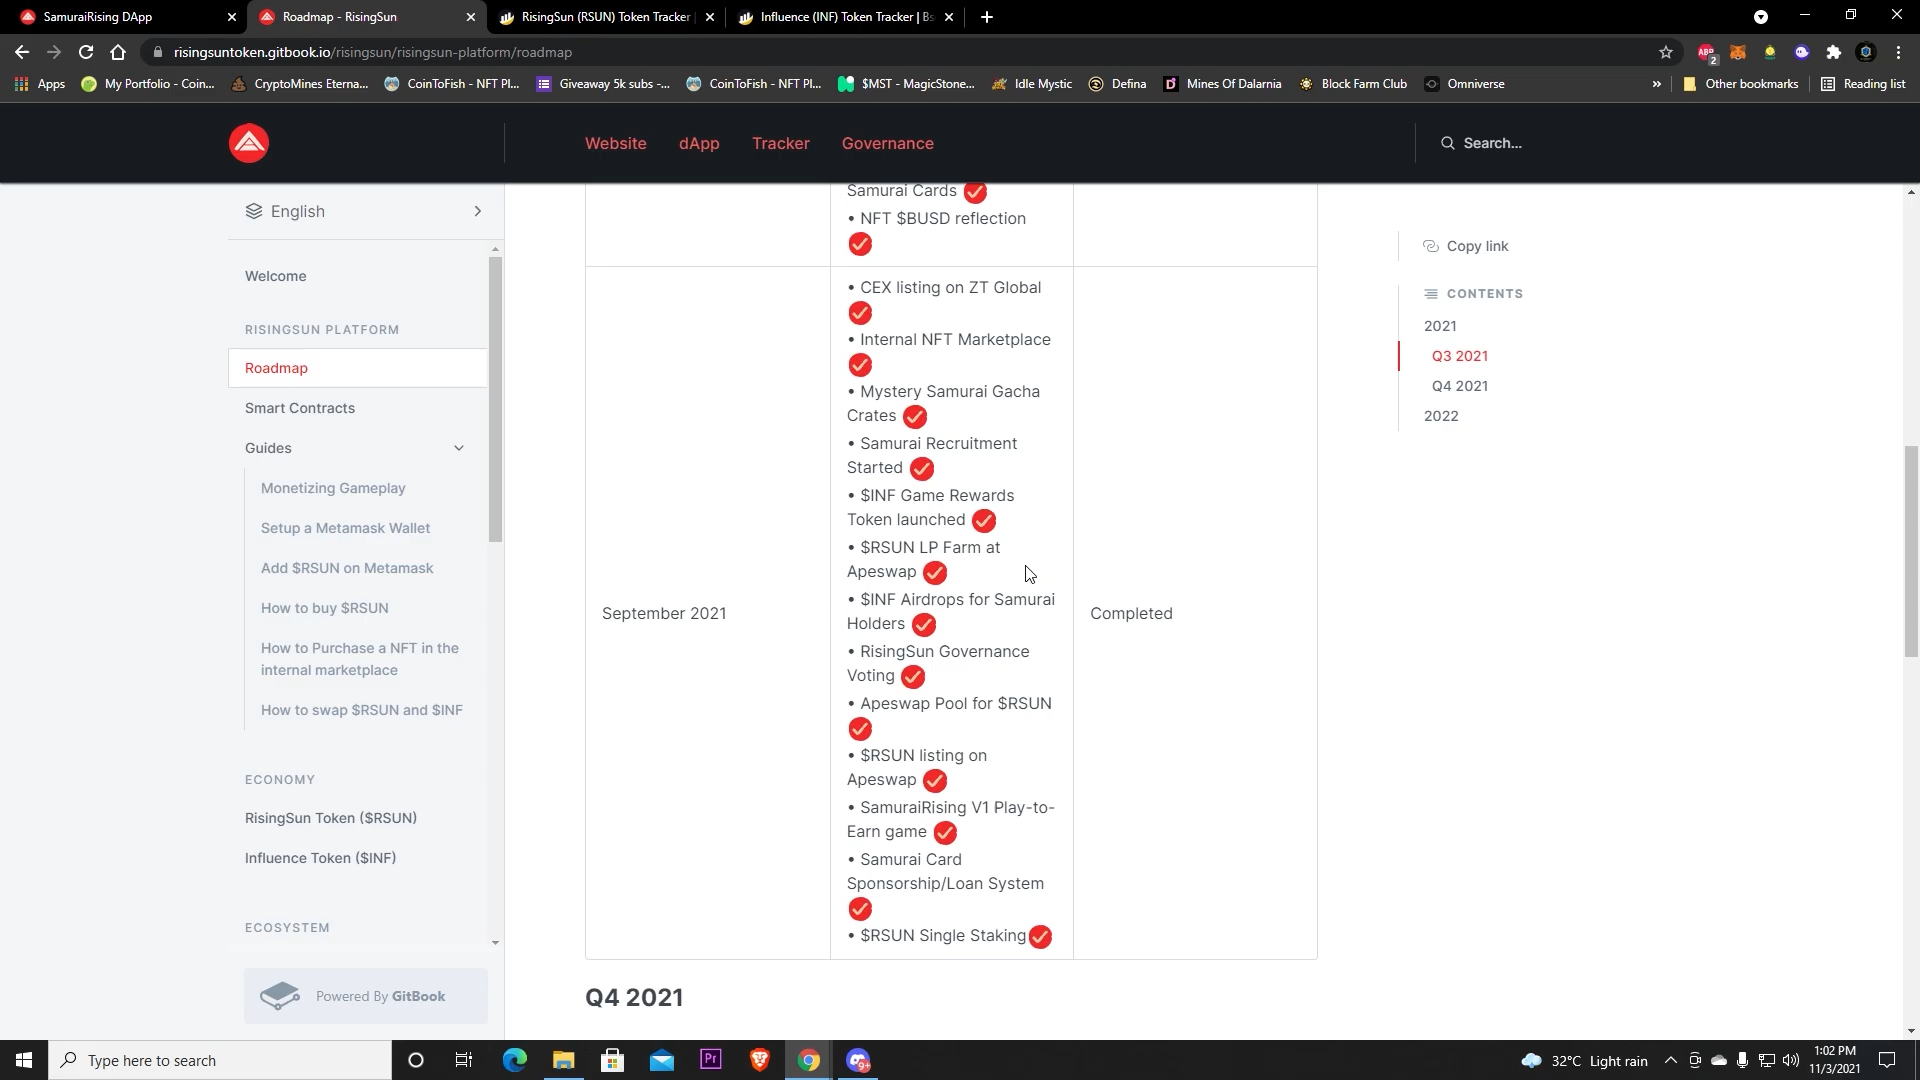 SamuraiRising DApp
Roadmap - RisingSun
RisingSun (RSUN) Token Tracker
Influence (INF) Token Tracker | Bs
risingsuntoken.gitbook.io/risingsun/risingsun-platform/roadmap
ABP
2
Apps
My Portfolio - Coin...
CryptoMines Eterna...
CoinToFish - NFT Pl...
Giveaway 5k subs -...
CoinToFish - NFT Pl...
$MST - MagicStone...
Idle Mystic
Defina
Mines Of Dalarnia
Block Farm Club
Omniverse
»
Other bookmarks
Reading list
Website
dApp
Tracker
Governance
Search...
English
Welcome
RISINGSUN PLATFORM
Roadmap
Smart Contracts
Guides
Monetizing Gameplay
Setup a Metamask Wallet
Add $RSUN on Metamask
How to buy $RSUN
How to Purchase a NFT in the
internal marketplace
How to swap $RSUN and $INF
ECONOMY
RisingSun Token ($RSUN)
Influence Token ($INF)
ECOSYSTEM
Powered By GitBook
Samurai Cards
• NFT $BUSD reflection
September 2021
• CEX listing on ZT Global
• Internal NFT Marketplace
• Mystery Samurai Gacha
Crates
• Samurai Recruitment
Started
• $INF Game Rewards
Token launched
• $RSUN LP Farm at
Apeswap
• $INF Airdrops for Samurai
Holders
• RisingSun Governance
Voting
• Apeswap Pool for $RSUN
• $RSUN listing on
Apeswap
• SamuraiRising V1 Play-to-
Earn game
• Samurai Card
Sponsorship/Loan System
• $RSUN Single Staking
Completed
Q4 2021
Copy link
CONTENTS
2021
Q3 2021
Q4 2021
2022
Type here to search
Pr
9+
32°C Light rain
1:02 PM
11/3/2021